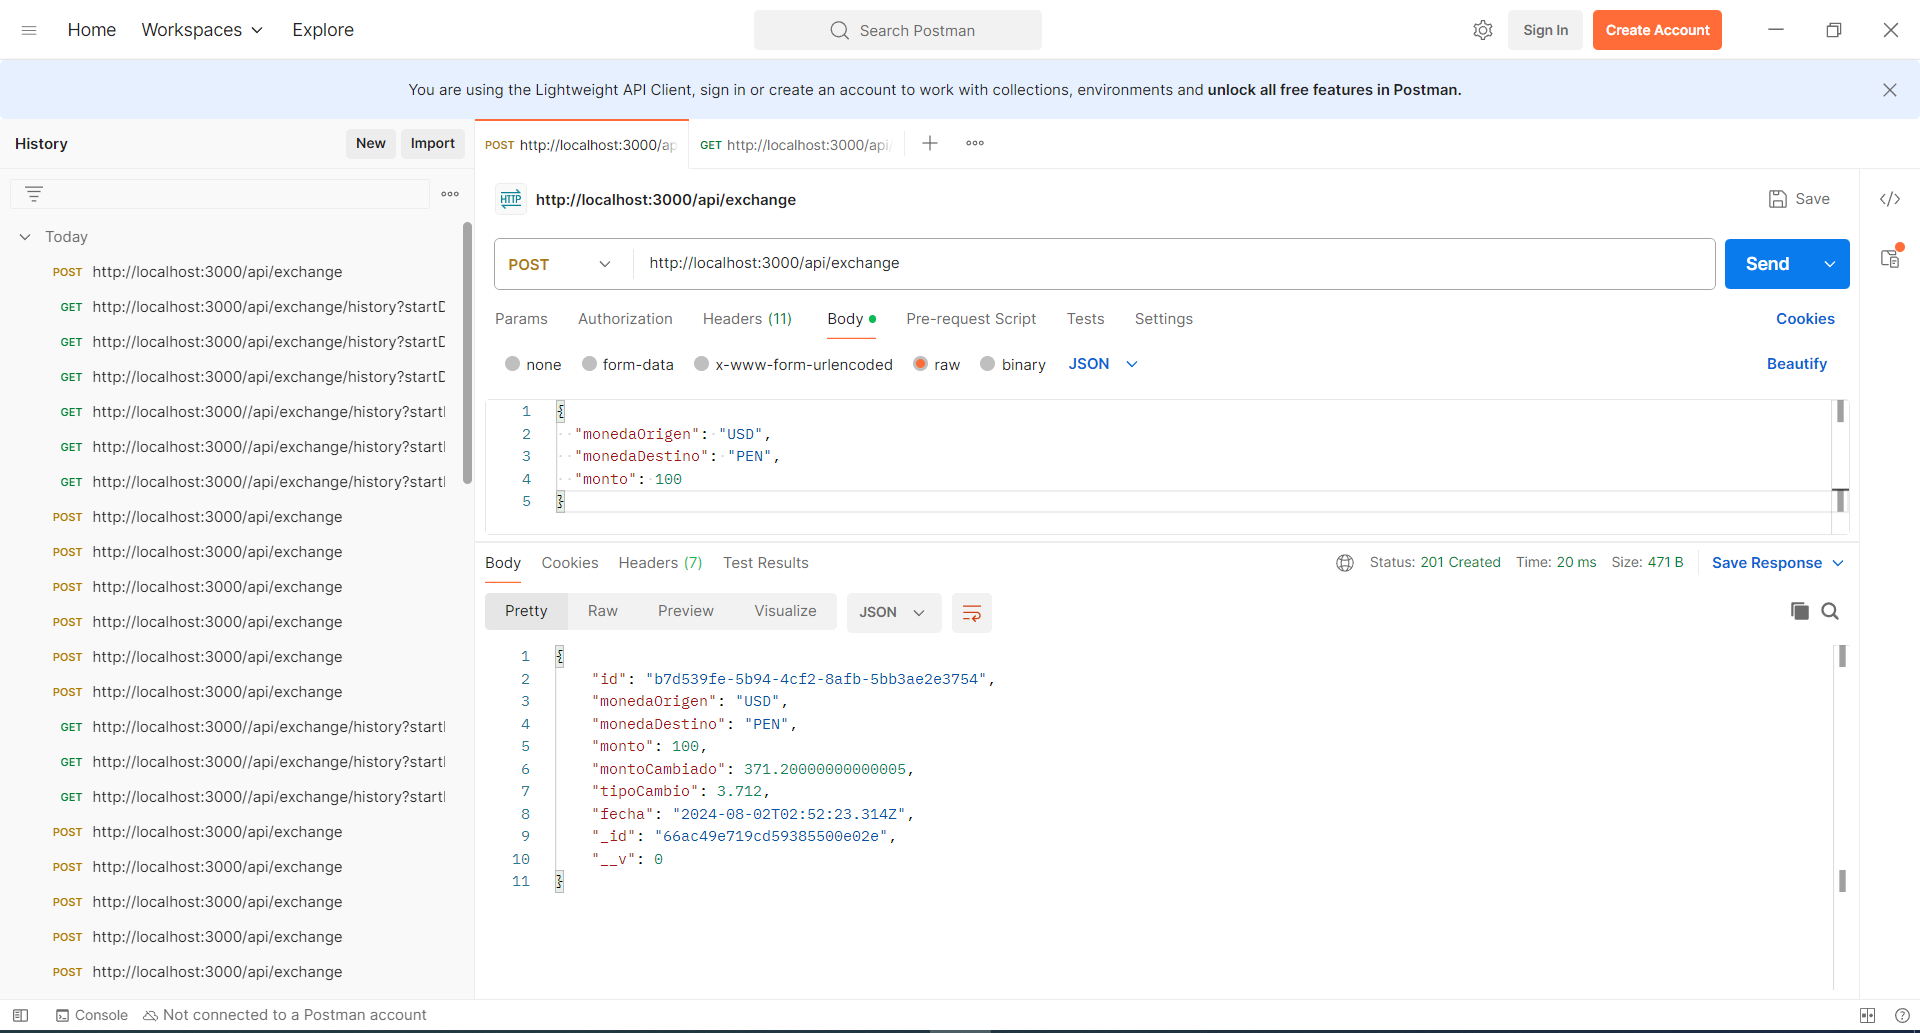 Home Workspaces Explore Search Postman Sign In Create Account
You are using the Lightweight API Client, sign in or create an account to work with collections, environments and unlock all free features in Postman.
History New Import
Today
POST http://localhost:3000/api/exchange
GET http://localhost:3000/api/exchange/history?startD
GET http://localhost:3000/api/exchange/history?startD
GET http://localhost:3000/api/exchange/history?startD
GET http://localhost:3000//api/exchange/history?start
GET http://localhost:3000//api/exchange/history?start
GET http://localhost:3000//api/exchange/history?start
POST http://localhost:3000/api/exchange
POST http://localhost:3000/api/exchange
POST http://localhost:3000/api/exchange
POST http://localhost:3000/api/exchange
POST http://localhost:3000/api/exchange
POST http://localhost:3000/api/exchange
GET http://localhost:3000//api/exchange/history?start
GET http://localhost:3000//api/exchange/history?start
GET http://localhost:3000//api/exchange/history?start
POST http://localhost:3000/api/exchange
POST http://localhost:3000/api/exchange
POST http://localhost:3000/api/exchange
POST http://localhost:3000/api/exchange
POST http://localhost:3000/api/exchange
POST http://localhost:3000/ap GET http://localhost:3000/api/
HTTP http://localhost:3000/api/exchange Save
POST http://localhost:3000/api/exchange Send
Params Authorization Headers (11) Body Pre-request Script Tests Settings Cookies
none form-data x-www-form-urlencoded raw binary JSON Beautify
1 {
2 "monedaOrigen": "USD",
3 "monedaDestino": "PEN",
4 "monto": 100
5 }
Body Cookies Headers (7) Test Results Status: 201 Created Time: 20 ms Size: 471 B Save Response
Pretty Raw Preview Visualize JSON
1 {
2 "id": "b7d539fe-5b94-4cf2-8afb-5bb3ae2e3754",
3 "monedaOrigen": "USD",
4 "monedaDestino": "PEN",
5 "monto": 100,
6 "montoCambiado": 371.20000000000005,
7 "tipoCambio": 3.712,
8 "fecha": "2024-08-02T02:52:23.314Z",
9 "_id": "66ac49e719cd59385500e02e",
10 "__v": 0
11 }
Console Not connected to a Postman account